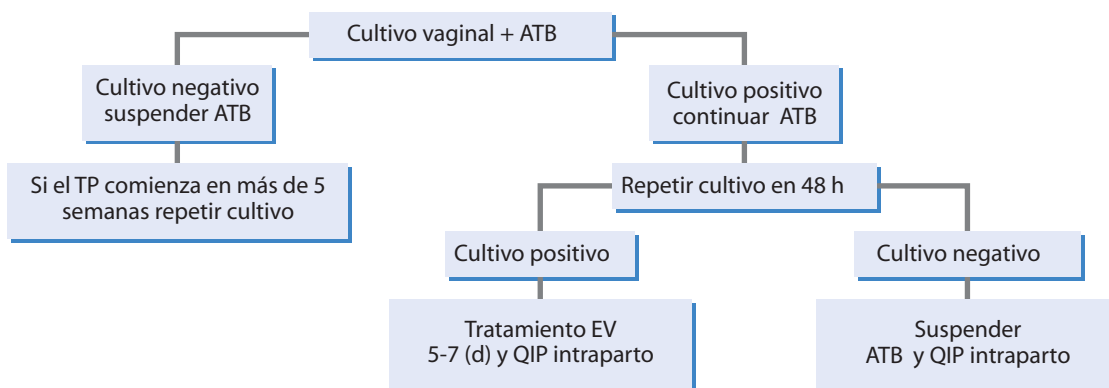 Cultivo vaginal + ATB
Cultivo negativo
suspender ATB
Cultivo positivo
continuar ATB
Si el TP comienza en más de 5
semanas repetir cultivo
Repetir cultivo en 48 h
Cultivo positivo
Cultivo negativo
Tratamiento EV
5-7 (d) y QIP intraparto
Suspender
ATB y QIP intraparto